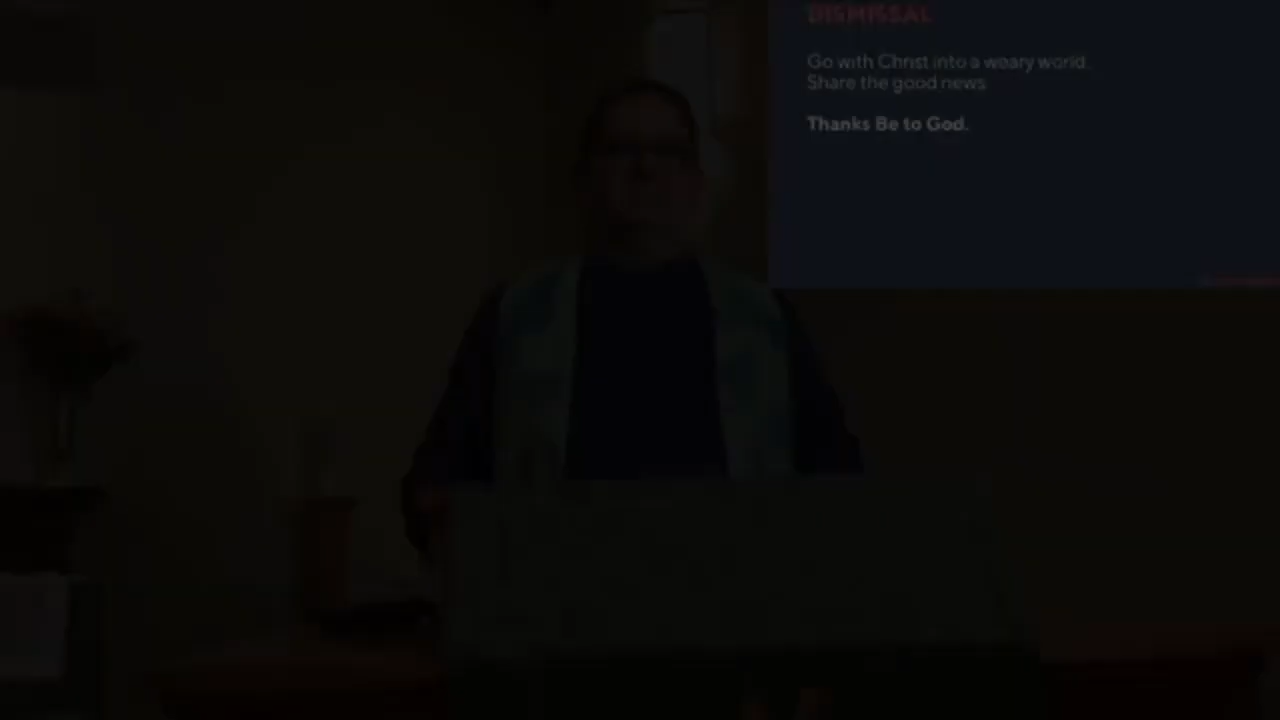 DISMISSAL
Go with Christ into a weary world.
Share the good news
Thanks Be to God.